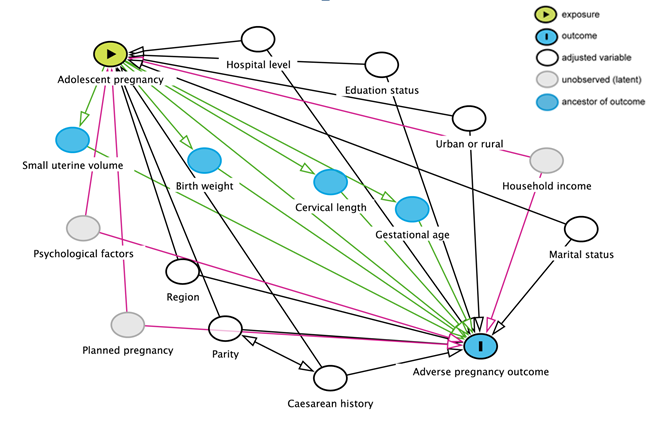 exposure
outcome
adjusted variable
unobserved (latent)
ancestor of outcome
Hospital level
Adolescent pregnancy
Eduation status
Urban or rural
Small uterine volume
Birth weight
Household income
Cervical length
Gestational age
Psychological factors
Marital status
Region
Planned pregnancy
Parity
Adverse pregnancy outcome
Caesarean history